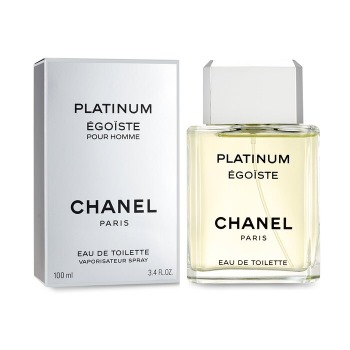 PLATINUM
ÉGOÏSTE
POUR HOMME
CHANEL
PARIS
EAU DE TOILETTE
VAPORISATEUR SPRAY
100 ml 3.4 FL.OZ.
PLATINUM
ÉGOÏSTE
CHANEL
PARIS
EAU DE TOILETTE